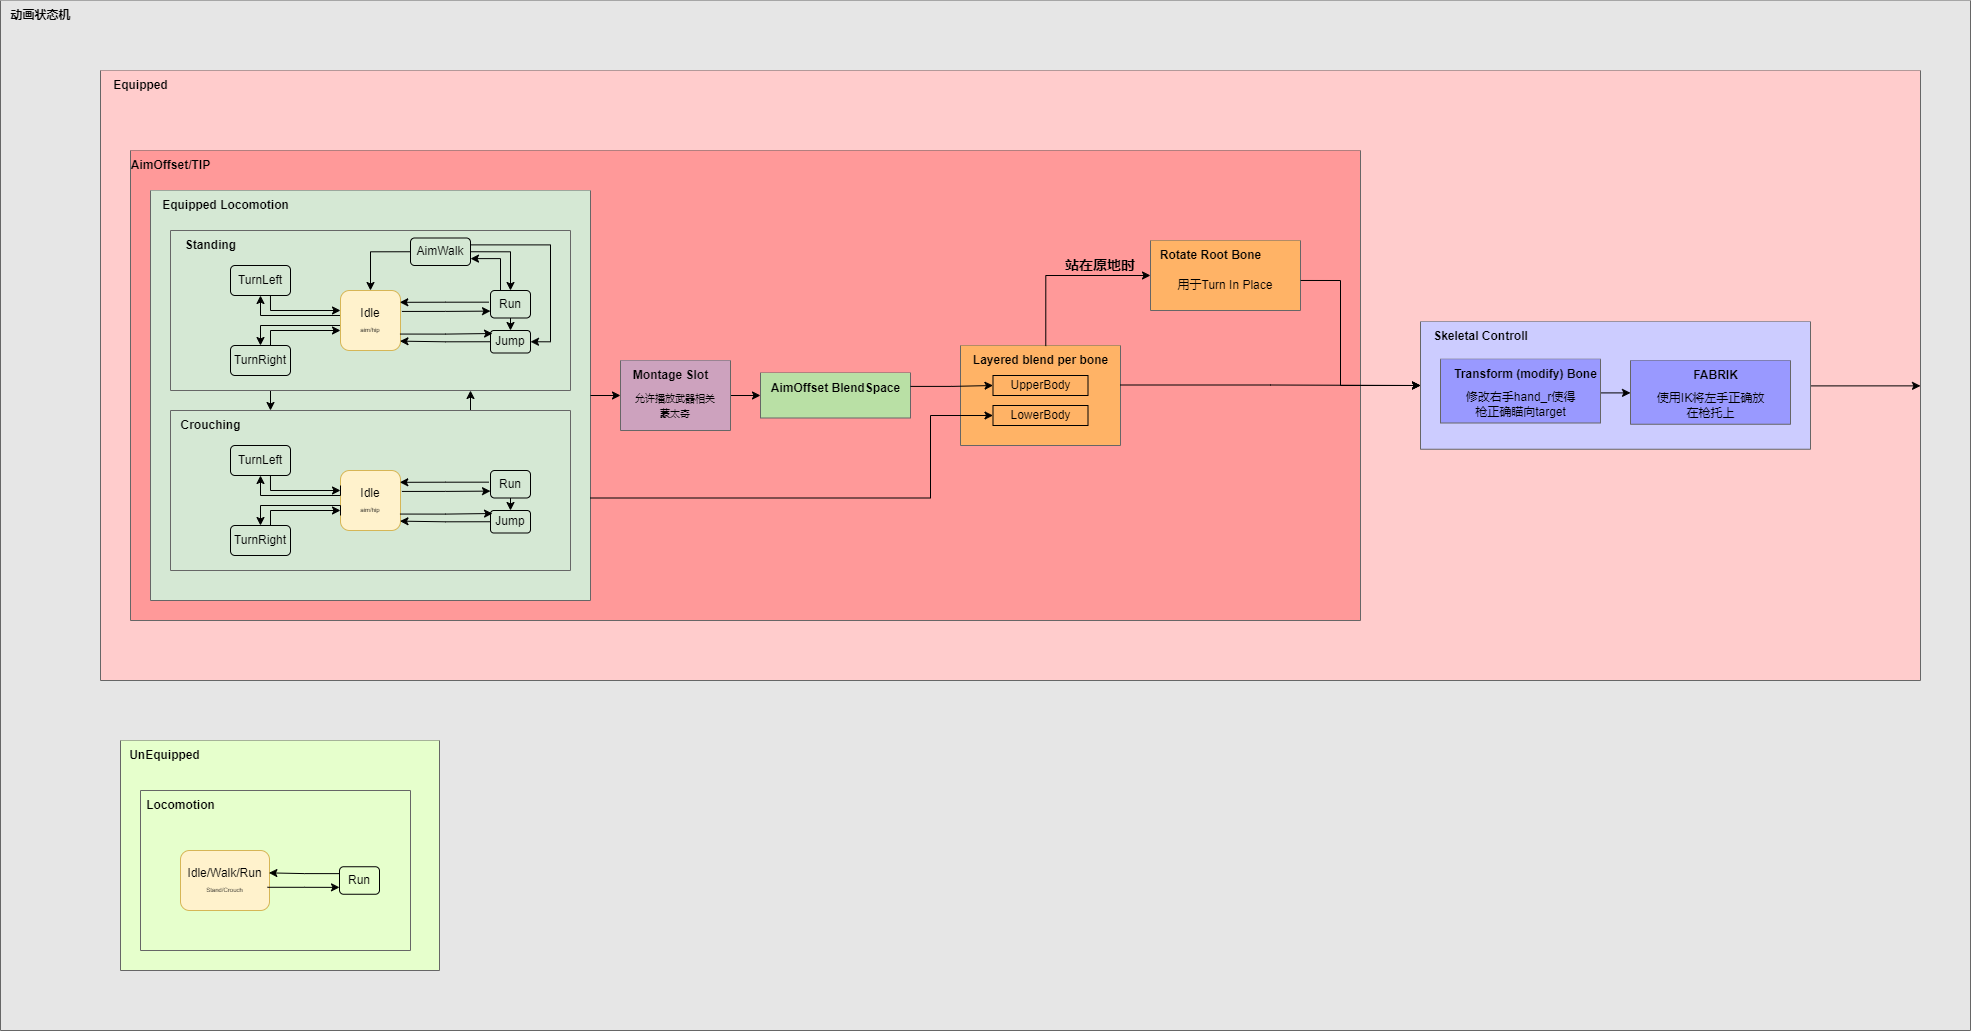 动画状态机
Equipped
AimOffset/TIP
Equipped Locomotion
Standing
AimWalk
TurnLeft
Idle
aim/hip
Run
Jump
TurnRight
Crouching
TurnLeft
Idle
aim/hip
Run
Jump
TurnRight
Montage Slot
允许播放武器相关
蒙太奇
AimOffset BlendSpace
Layered blend per bone
UpperBody
LowerBody
站在原地时
Rotate Root Bone
用于Turn In Place
Skeletal Controll
Transform (modify) Bone
修改右手hand_r使得
枪正确瞄向target
FABRIK
使用IK将左手正确放
在枪托上
UnEquipped
Locomotion
Idle/Walk/Run
Stand/Crouch
Run